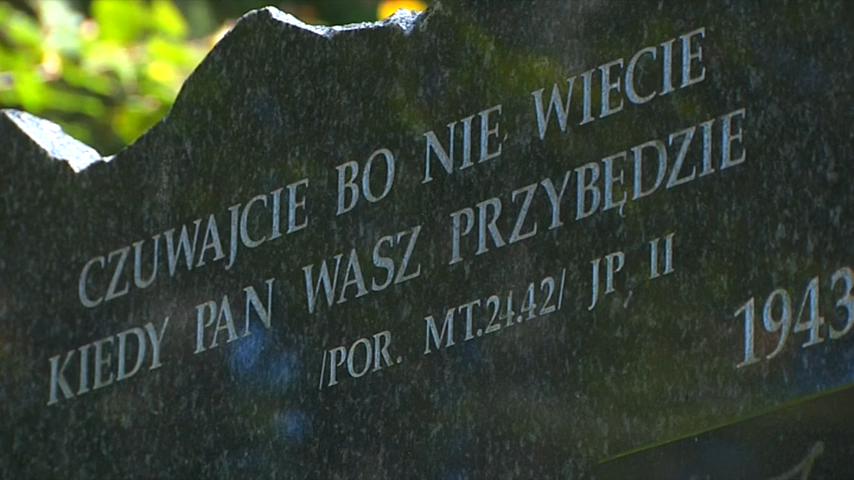 CZUWAJCIE BO NIE WIECIE
KIEDY PAN WASZ PRZYBĘDZIE
/POR. MT.24.42/ JP II
1943